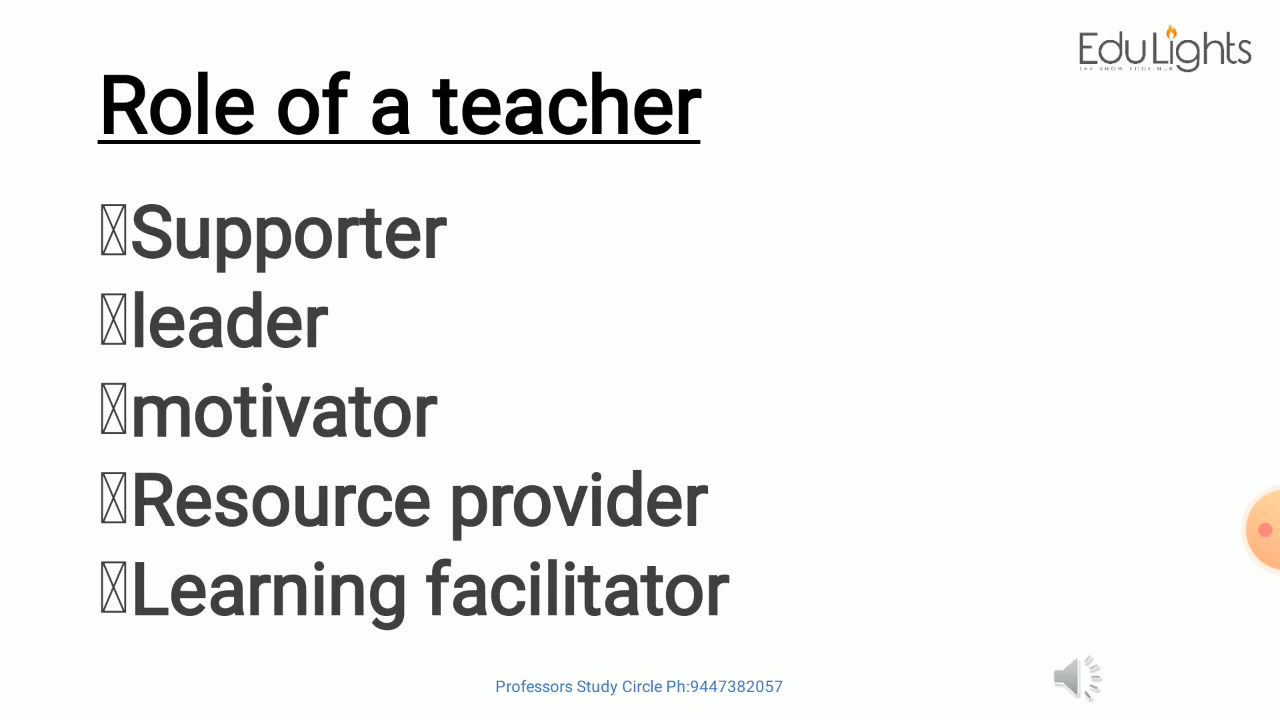 EduLights
Role of a teacher
Supporter
leader
motivator
Resource provider
Learning facilitator
Professors Study Circle Ph:9447382057